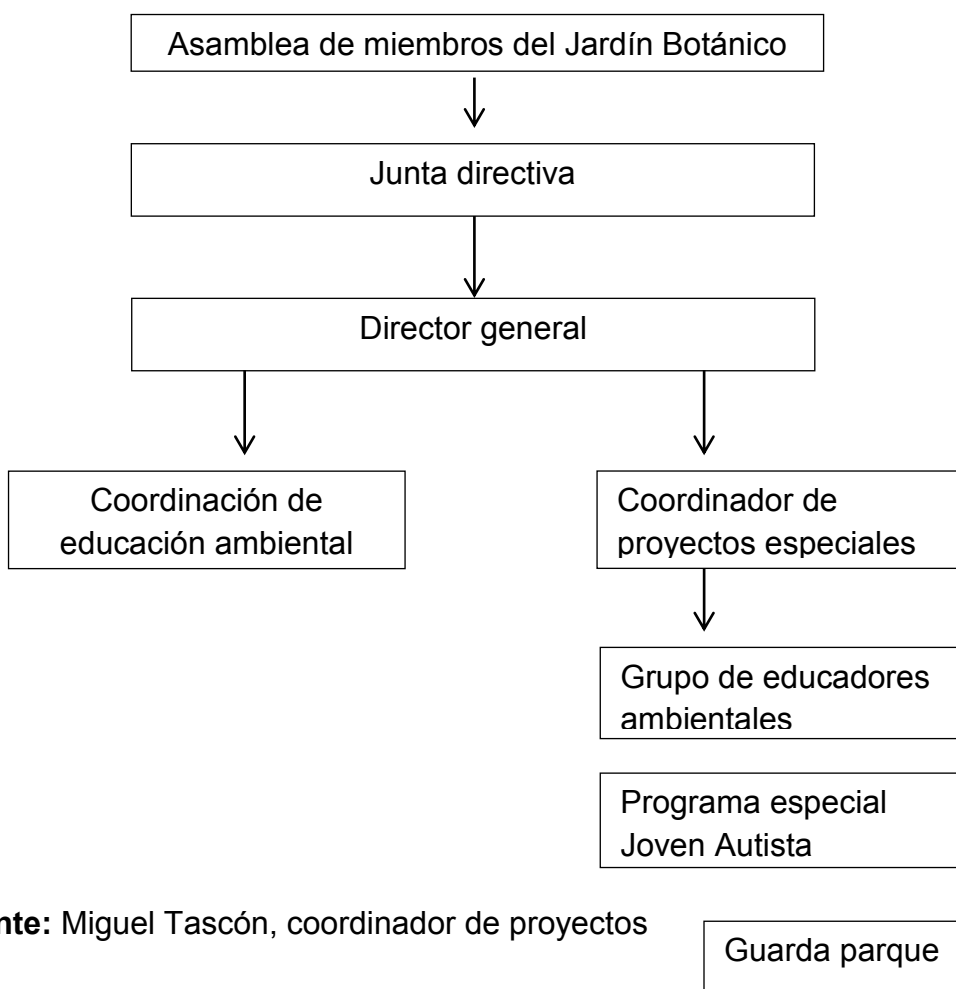 Asamblea de miembros del Jardín Botánico
Junta directiva
Director general
Coordinación de
educación ambiental
Coordinador de
proyectos especiales
Grupo de educadores
ambientales
Programa especial
Joven Autista
nte: Miguel Tascón, coordinador de proyectos
Guarda parque